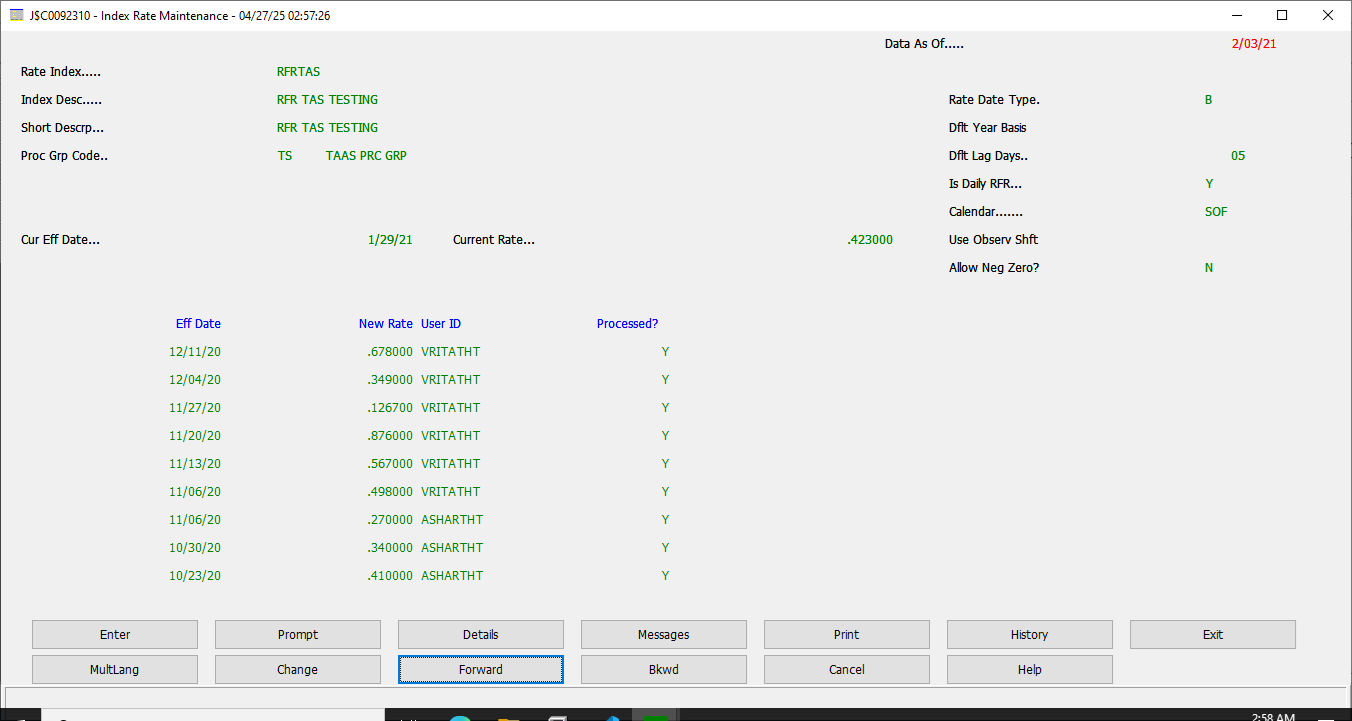 J$C0092310 - Index Rate Maintenance - 04/27/25 02:57:26
Data As Of..... 2/03/21
Rate Index..... RFRTAS
Index Desc..... RFR TAS TESTING Rate Date Type. B
Short Descrp... RFR TAS TESTING Dflt Year Basis
Proc Grp Code.. TS TAAS PRC GRP Dflt Lag Days.. 05
Is Daily RFR... Y
Calendar....... SOF
Cur Eff Date... 1/29/21 Current Rate... .423000 Use Observ Shft
Allow Neg Zero? N
Eff Date New Rate User ID Processed?
12/11/20 .678000 VRITATHT Y
12/04/20 .349000 VRITATHT Y
11/27/20 .126700 VRITATHT Y
11/20/20 .876000 VRITATHT Y
11/13/20 .567000 VRITATHT Y
11/06/20 .498000 VRITATHT Y
11/06/20 .270000 ASHARTHT Y
10/30/20 .340000 ASHARTHT Y
10/23/20 .410000 ASHARTHT Y
Enter Prompt Details Messages Print History Exit
MultLang Change Forward Bkwd Cancel Help
2:58 AM